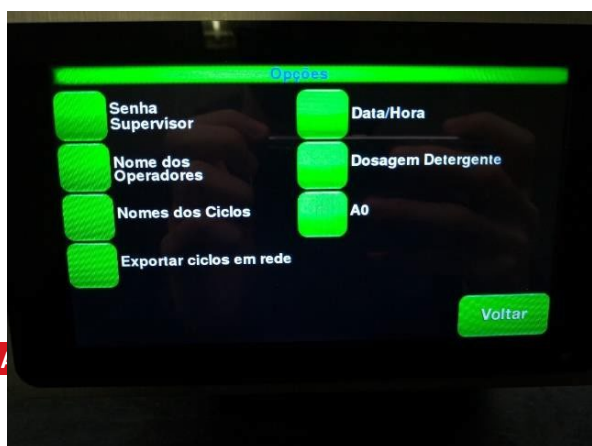 Opções
Senha
Supervisor
Nome dos
Operadores
Nomes dos Ciclos
Exportar ciclos em rede
Data/Hora
Dosagem Detergente
A0
Voltar